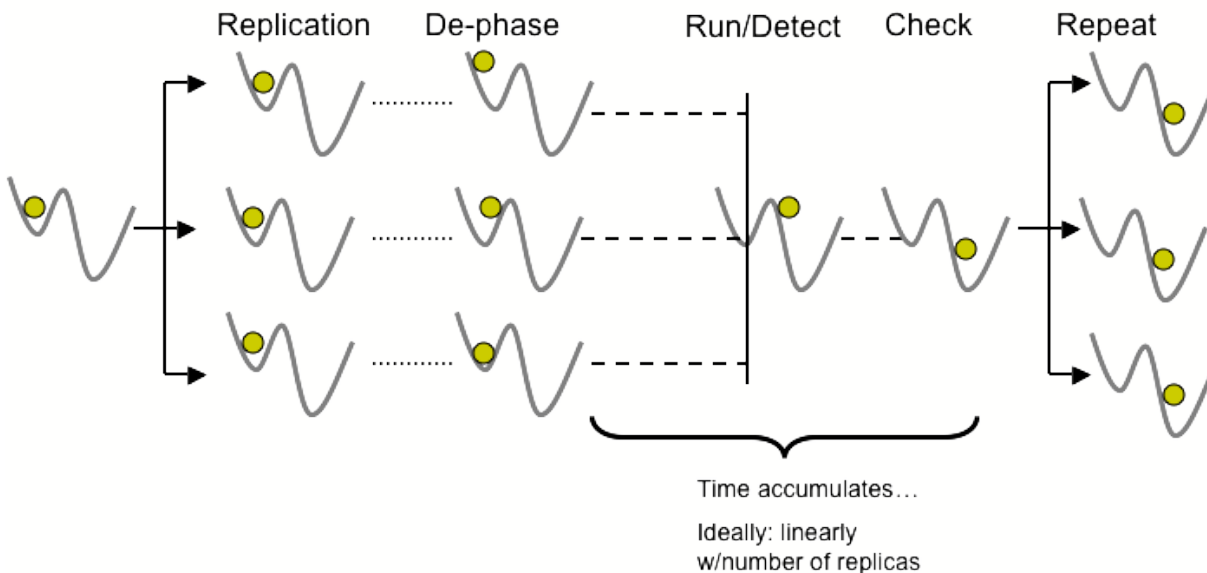 Replication De-phase Run/Detect Check Repeat
Time accumulates…
Ideally: linearly
w/number of replicas